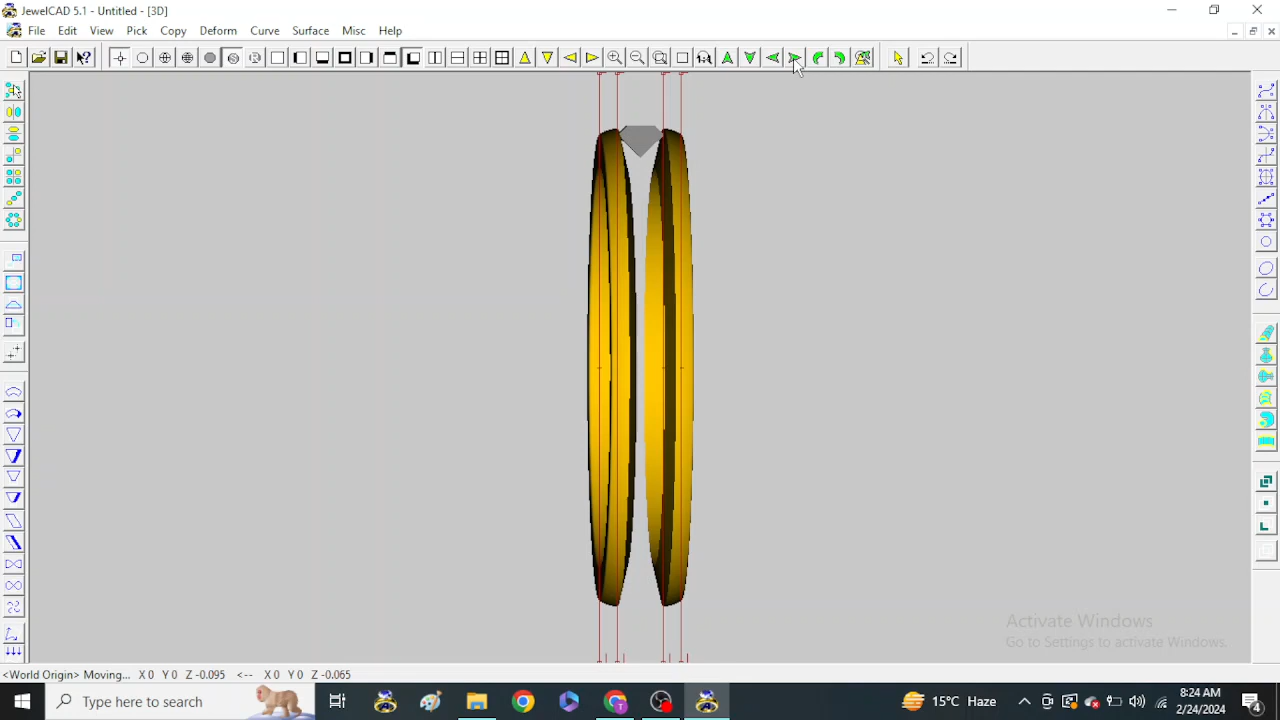 JewelCAD 5.1 - Untitled - [3D]
File Edit View Pick Copy Deform Curve Surface Misc Help
Activate Windows
Go to Settings to activate Windows.
<World Origin> Moving... X 0 Y 0 Z -0.095 <-- X 0 Y 0 Z -0.065
Type here to search
15°C Haze
8:24 AM
2/24/2024
4